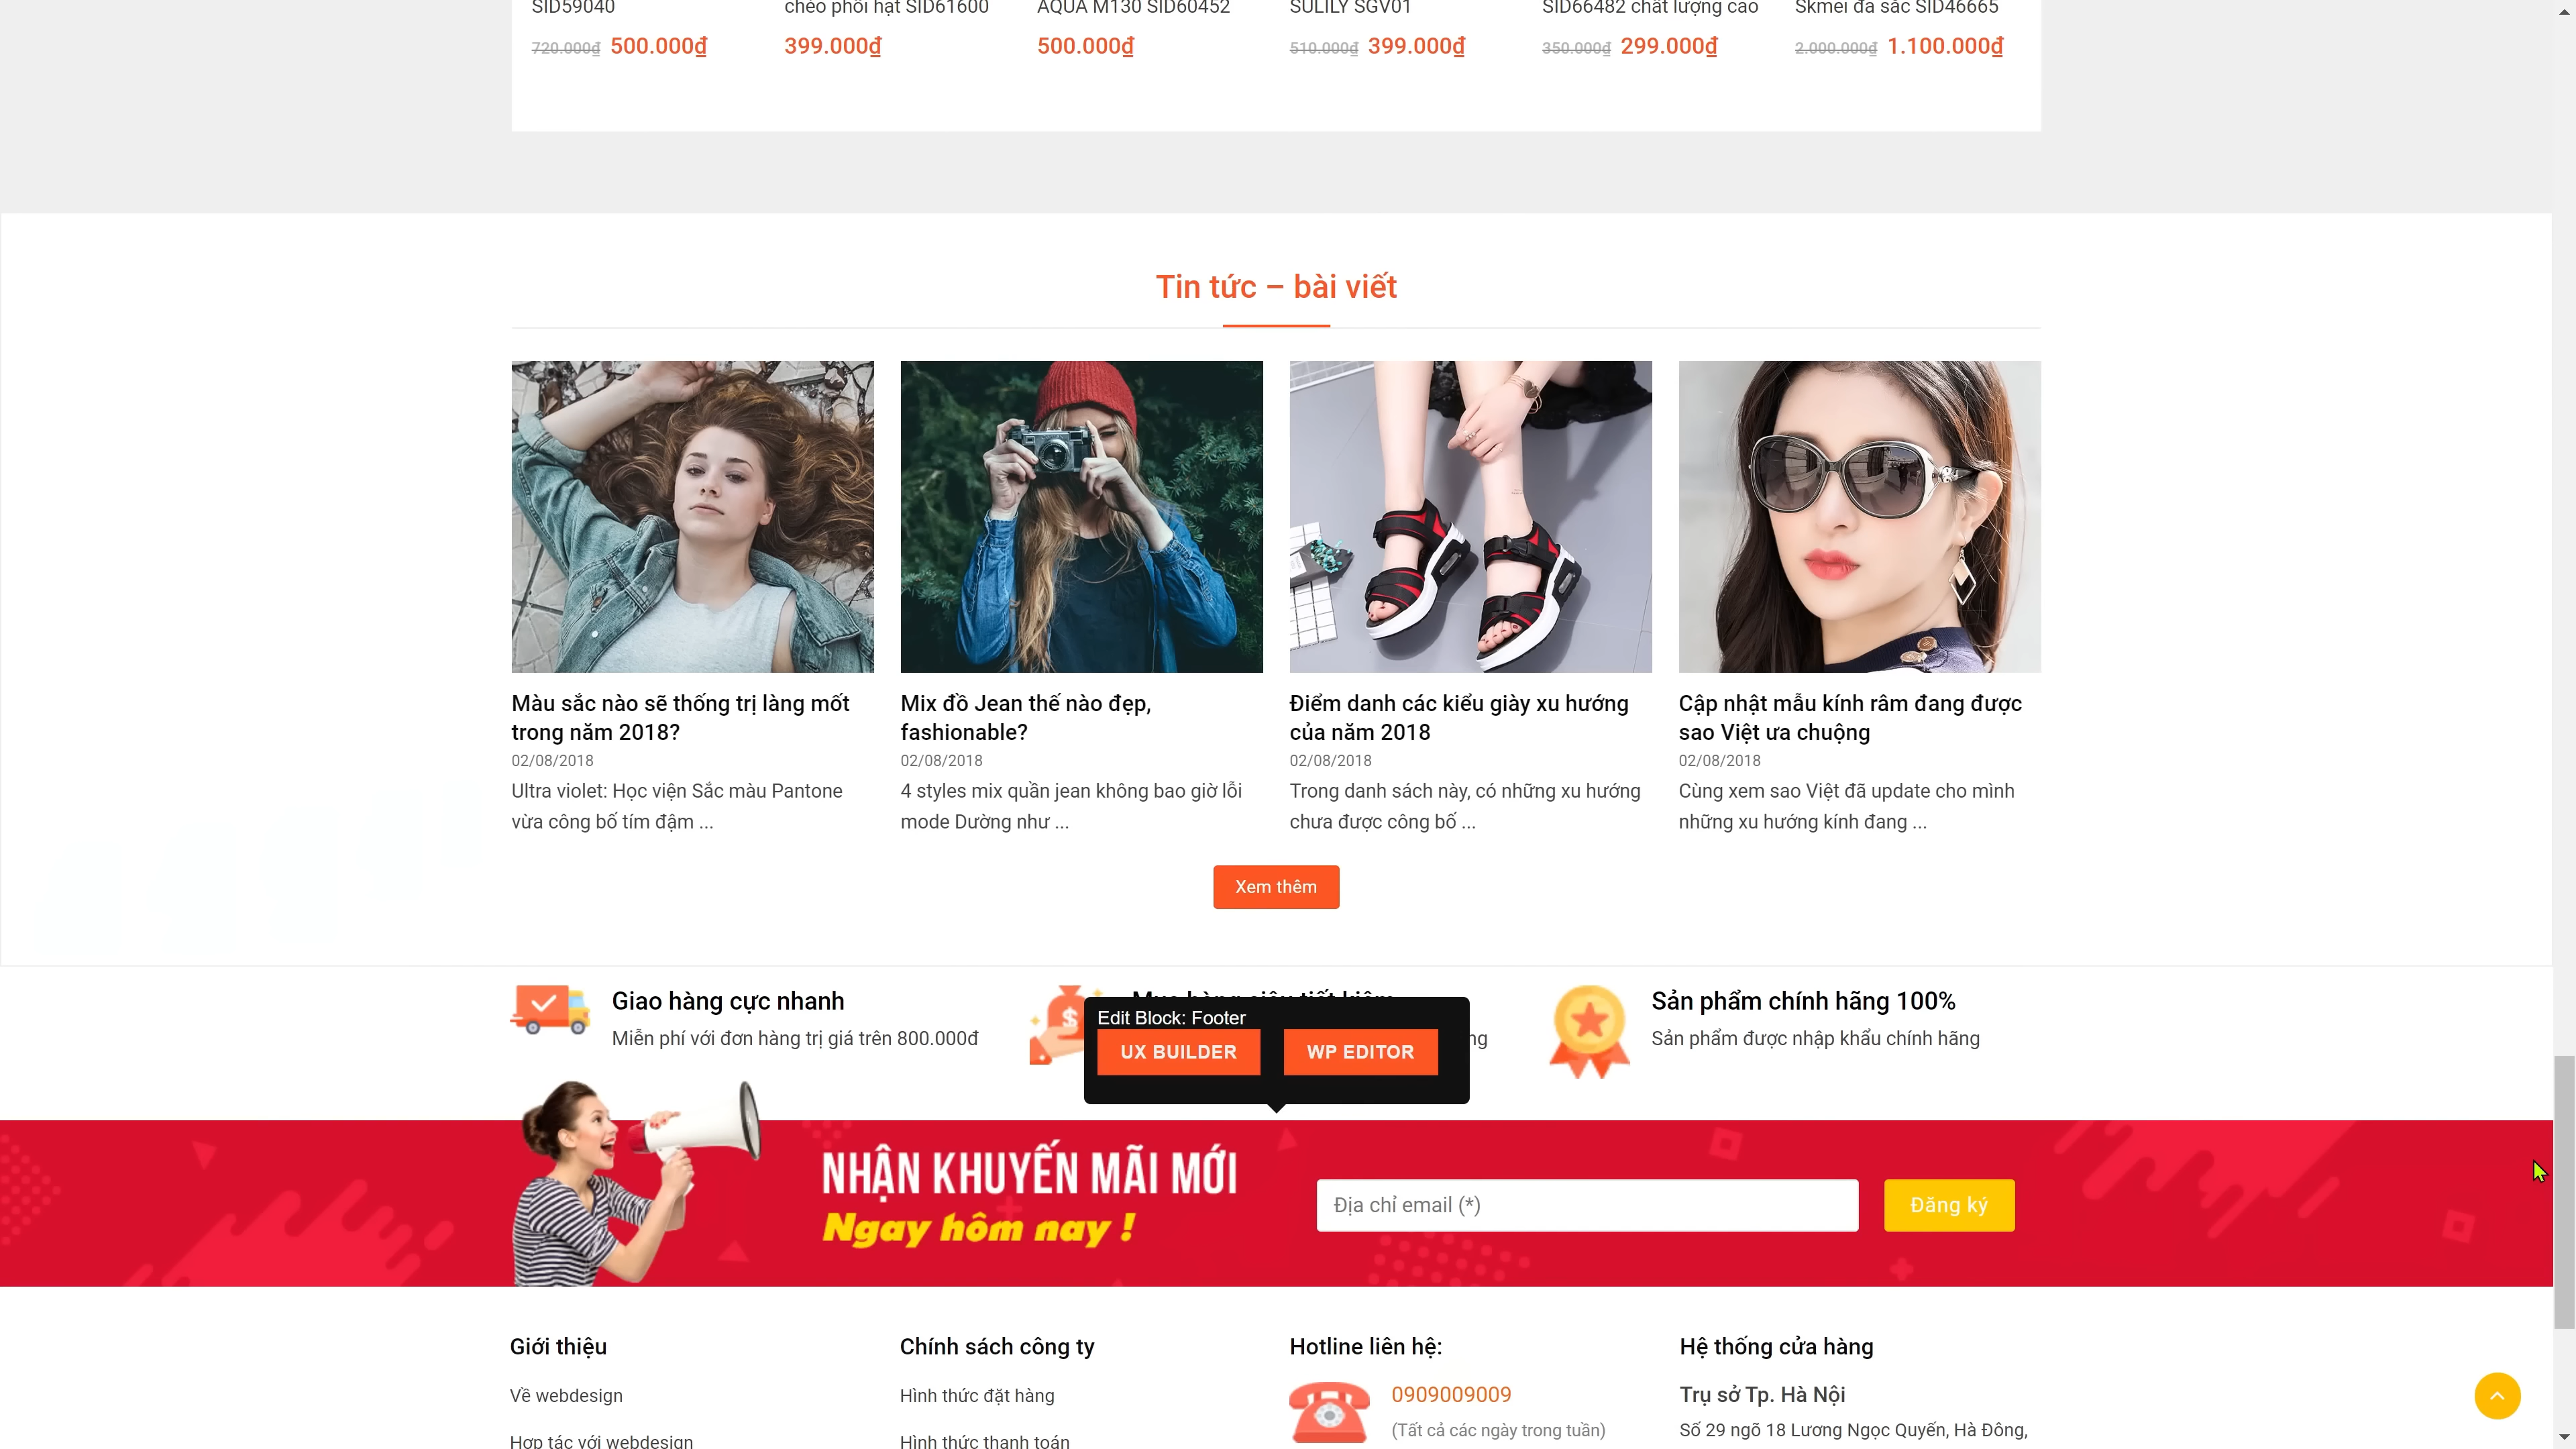 SID59040
chéo phối hạt SID61600
AQUA M130 SID60452
SULILY SGV01
SID66482 chất lượng cao
Skmei đa sắc SID46665
720.000₫ 500.000₫
399.000₫
500.000₫
510.000₫ 399.000₫
350.000₫ 299.000₫
2.000.000₫ 1.100.000₫
Tin tức – bài viết
Màu sắc nào sẽ thống trị làng mốt
trong năm 2018?
02/08/2018
Ultra violet: Học viện Sắc màu Pantone
vừa công bố tím đậm ...
Mix đồ Jean thế nào đẹp,
fashionable?
02/08/2018
4 styles mix quần jean không bao giờ lỗi
mode Dường như ...
Điểm danh các kiểu giày xu hướng
của năm 2018
02/08/2018
Trong danh sách này, có những xu hướng
chưa được công bố ...
Cập nhật mẫu kính râm đang được
sao Việt ưa chuộng
02/08/2018
Cùng xem sao Việt đã update cho mình
những xu hướng kính đang ...
Xem thêm
Giao hàng cực nhanh
Miễn phí với đơn hàng trị giá trên 800.000đ
Edit Block: Footer
UX BUILDER
WP EDITOR
Sản phẩm chính hãng 100%
Sản phẩm được nhập khẩu chính hãng
NHẬN KHUYẾN MÃI MỚI
Ngay hôm nay !
Địa chỉ email (*)
Đăng ký
Giới thiệu
Về webdesign
Hợp tác với webdesign
Chính sách công ty
Hình thức đặt hàng
Hình thức thanh toán
Hotline liên hệ:
0909009009
(Tất cả các ngày trong tuần)
Hệ thống cửa hàng
Trụ sở Tp. Hà Nội
Số 29 ngõ 18 Lương Ngọc Quyến, Hà Đông,